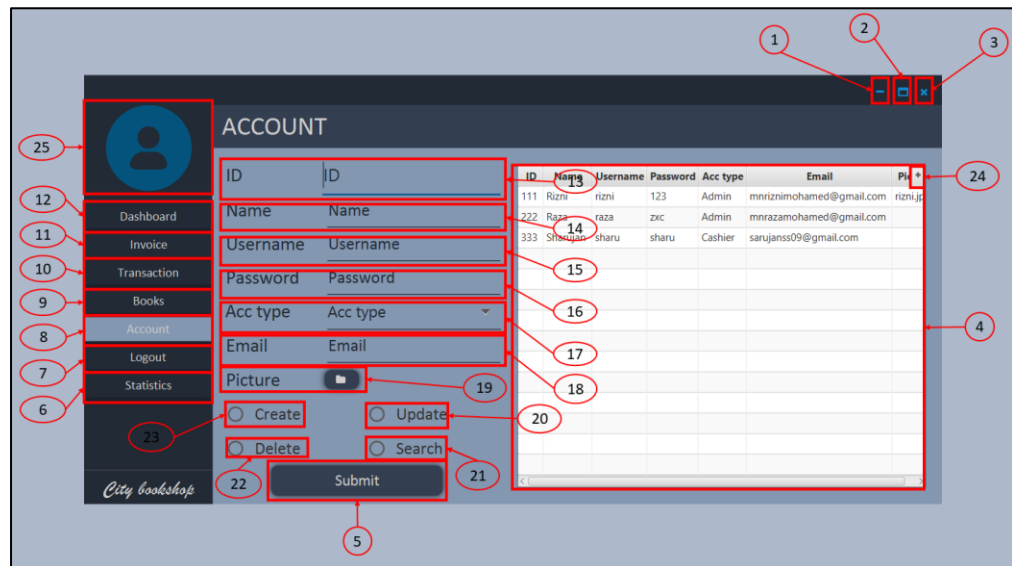 1
2
3
ACCOUNT
25
12
Dashboard
11
Invoice
10
Transaction
9
Books
8
Account
7
Logout
6
Statistics
City bookshop
ID ID
13
Name Name
14
Username Username
15
Password Password
16
Acc type Acc type
17
Email Email
18
Picture
19
Create
23
Update
20
Delete
22
Search
21
Submit
5
ID Name Username Password Acc type Email Pic +
24
111 Rizni rizni 123 Admin mnriznimohamed@gmail.com rizni.jp
222 Raza raza zxc Admin mnrazamohamed@gmail.com
333 Sharujan sharu sharu Cashier sarujanss09@gmail.com
4